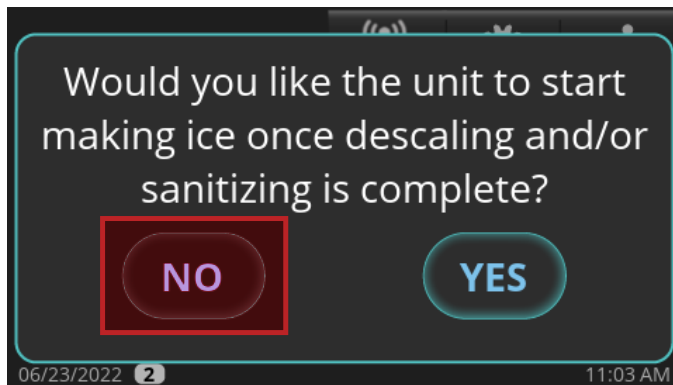 Would you like the unit to start
making ice once descaling and/or
sanitizing is complete?
NO YES
06/23/2022 2 11:03 AM